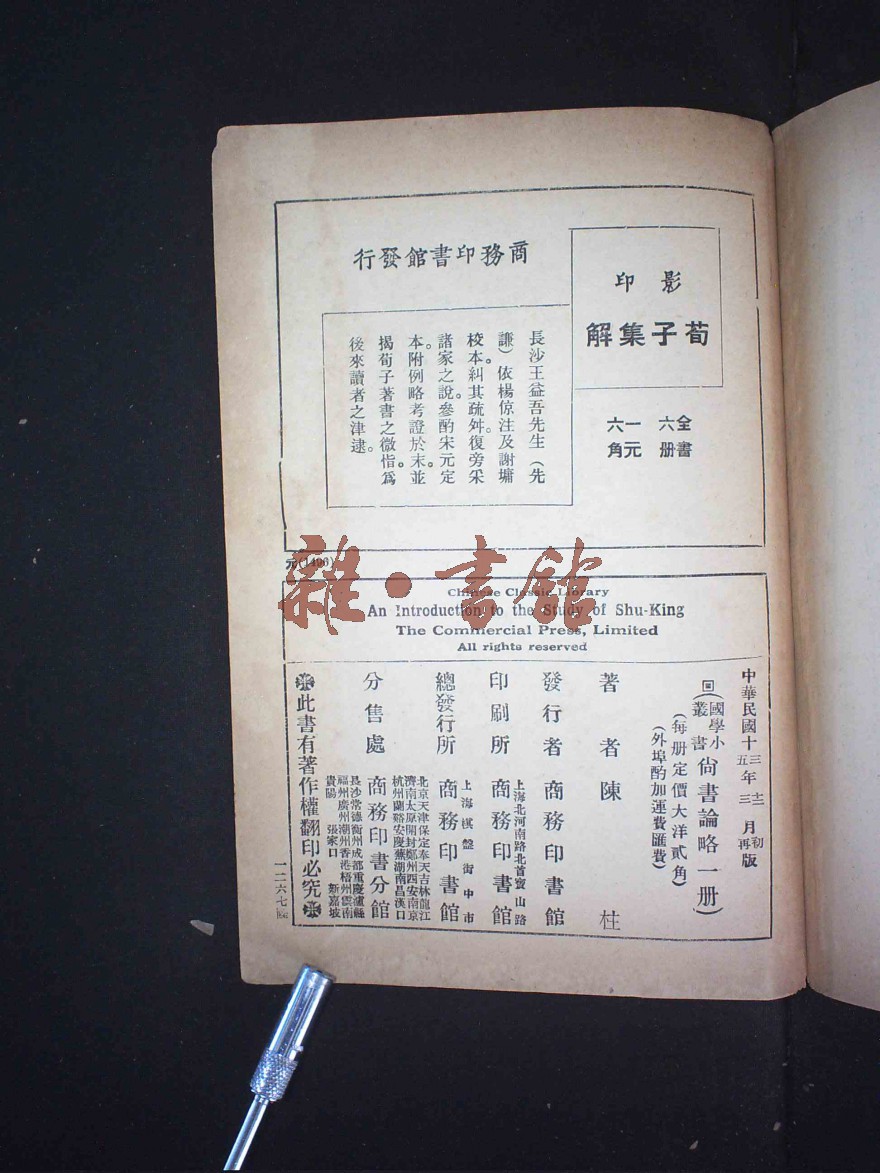 影印
荀子集解
全書六册
一元六角
商務印書館發行
長沙王益吾先生（先
謙）依楊倞注及謝墉
校本。糾其疏舛。復旁采
諸家之說。參酌宋元定
本。附例略考證於末。並
揭荀子著書之微恉。爲
後來讀者之津逮。
元(1426)
雜·書館
Chinese Classic Library
An Introduction to the Study of Shu-King
The Commercial Press, Limited
All rights reserved
中華民國十三年十二月初版
五年三月再版
(國學小叢書尚書論略一册)
(每册定價大洋貳角)
(外埠酌加運費匯費)
著者 陳柱
發行者 商務印書館
上海北河南路北首寶山路
印刷所 商務印書館
上海棋盤街中市
總發行所 商務印書館
北京天津保定奉天吉林龍江
濟南太原開封鄭州西安南京
杭州蘭谿安慶蕪湖南昌漢口
分售處 商務印書分館
長沙常德衡州成都重慶瀘縣
福州廣州潮州香港梧州雲南
貴陽 張家口 新嘉坡
此書有著作權翻印必究
一二六七